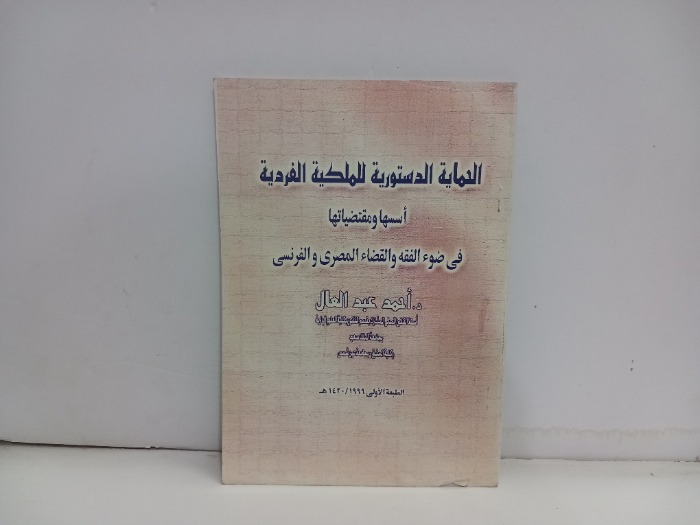 الحماية الدستورية للملكية الفردية
أسسها ومقتضياتها
فى ضوء الفقه والقضاء المصرى والفرنسى
د. أحمد عبد العال
الطبعة الأولى ١٩٩٩/ ١٤٢٠ هـ